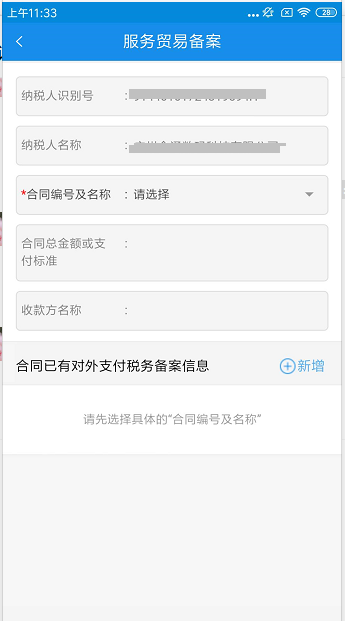 上午11:33
28
服务贸易备案
纳税人识别号 :
纳税人名称 :
*合同编号及名称 : 请选择
合同总金额或支 :
付标准
收款方名称 :
合同已有对外支付税务备案信息 新增
请先选择具体的“合同编号及名称”